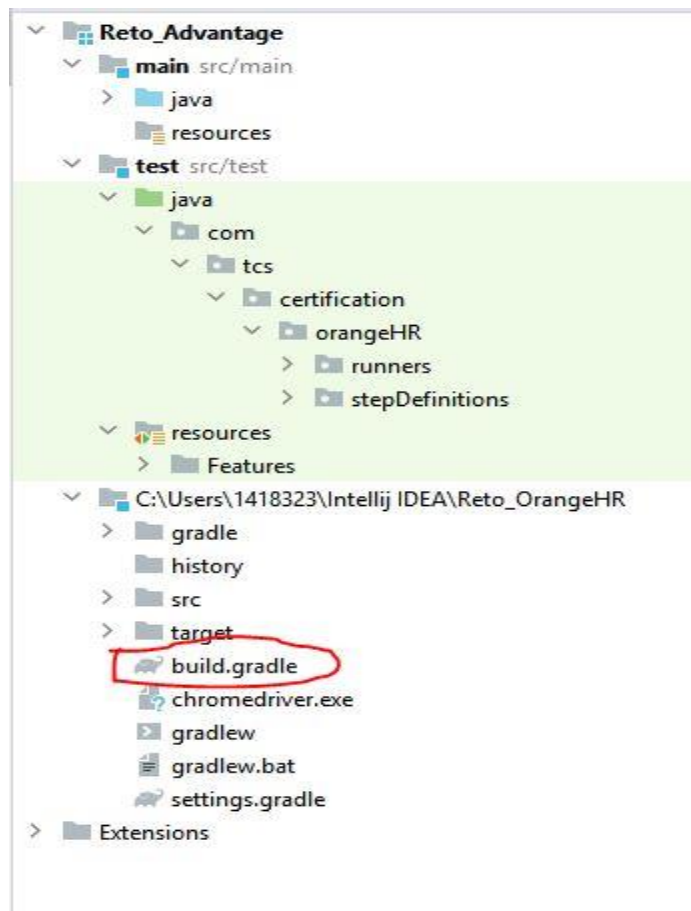 Reto_Advantage
main src/main
java
resources
test src/test
java
com
tcs
certification
orangeHR
runners
stepDefinitions
resources
Features
C:\Users\1418323\Intellij IDEA\Reto_OrangeHR
gradle
history
src
target
build.gradle
chromedriver.exe
gradlew
gradlew.bat
settings.gradle
Extensions